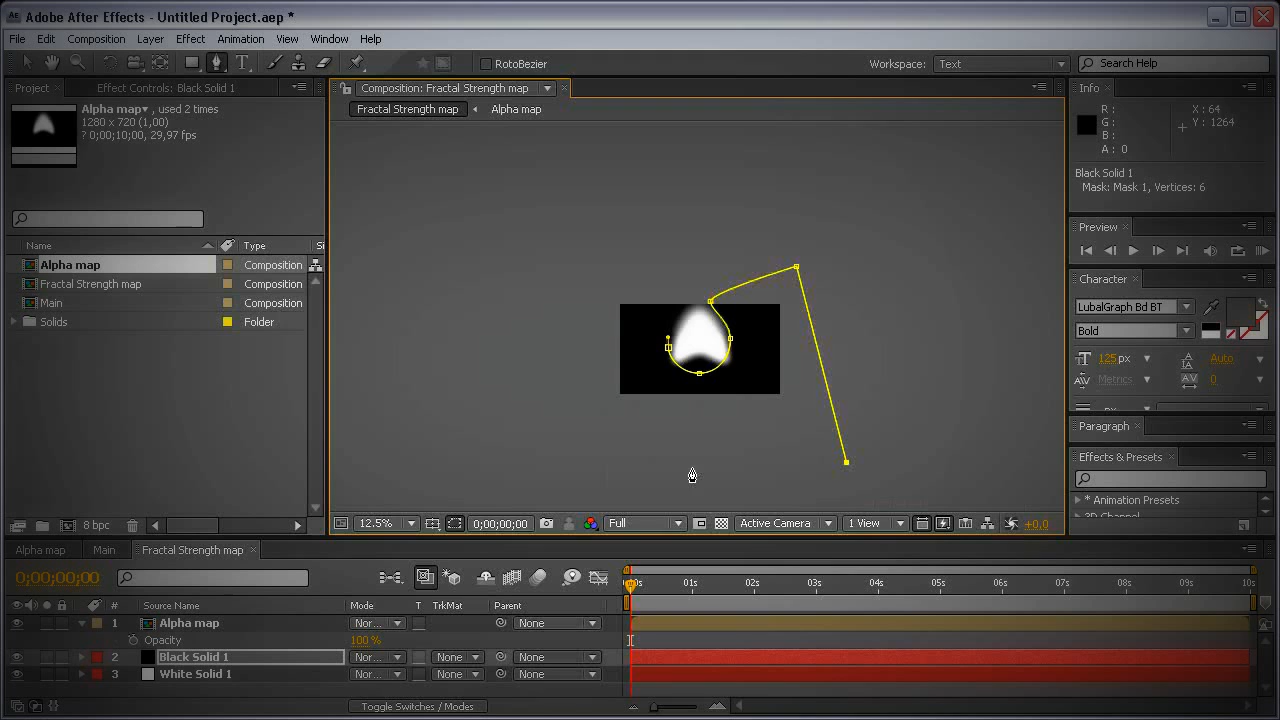 Adobe After Effects - Untitled Project.aep *
File Edit Composition Layer Effect Animation View Window Help
RotoBezier
Workspace: Text
Search Help
Project
Effect Controls: Black Solid 1
Composition: Fractal Strength map
Info
Alpha map, used 2 times
1280 x 720 (1,00)
? 0;00;10;00, 29,97 fps
Fractal Strength map
Alpha map
R :
G :
B :
A : 0
X : 64
Y : 1264
Black Solid 1
Mask: Mask 1, Vertices: 6
Preview
Name Type Si
Alpha map Composition
Fractal Strength map Composition
Main Composition
Solids Folder
Character
LubalGraph Bd BT
Bold
125 px
Auto
Metrics
0
px
Paragraph
Effects & Presets
* Animation Presets
3D Channel
8 bpc
12.5%
0;00;00;00
Full
Active Camera
1 View
+0,0
Alpha map
Main
Fractal Strength map
0;00;00;00
01s 02s 03s 04s 05s 06s 07s 08s 09s 10s
# Source Name Mode T TrkMat Parent
1 Alpha map Nor... None
Opacity 100 %
2 Black Solid 1 Nor... None None
3 White Solid 1 Nor... None None
Toggle Switches / Modes